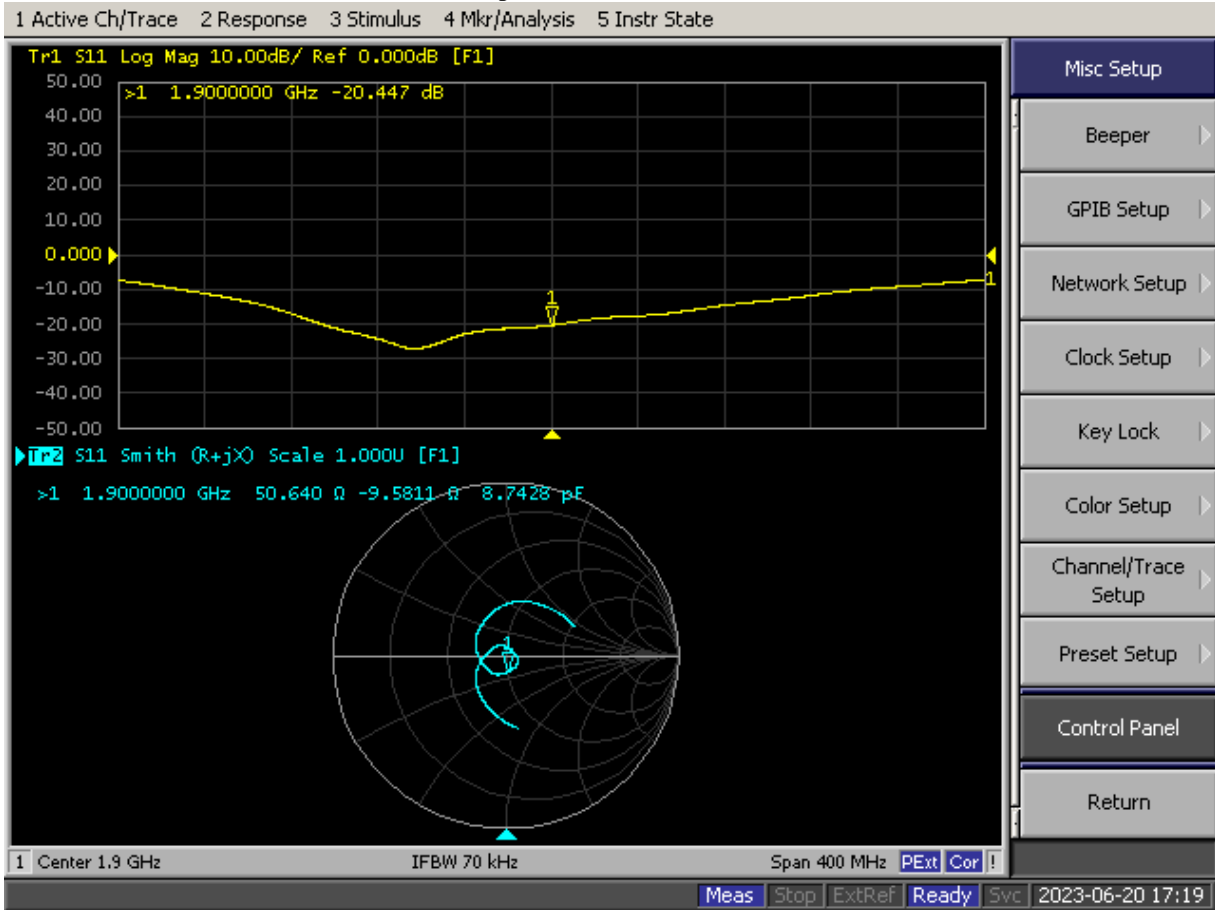 1 Active Ch/Trace 2 Response 3 Stimulus 4 Mkr/Analysis 5 Instr State
Tr1 S11 Log Mag 10.00dB/ Ref 0.000dB [F1]
>1 1.9000000 GHz -20.447 dB
50.00
40.00
30.00
20.00
10.00
0.000
-10.00
-20.00
-30.00
-40.00
-50.00
1
1
Tr2 S11 Smith (R+jX) Scale 1.000U [F1]
>1 1.9000000 GHz 50.640 Ω -9.5811 Ω 8.7428 pF
1
1 Center 1.9 GHz IFBW 70 kHz Span 400 MHz PExt Cor !
Misc Setup
Beeper
GPIB Setup
Network Setup
Clock Setup
Key Lock
Color Setup
Channel/Trace
Setup
Preset Setup
Control Panel
Return
Meas Stop ExtRef Ready Svc 2023-06-20 17:19